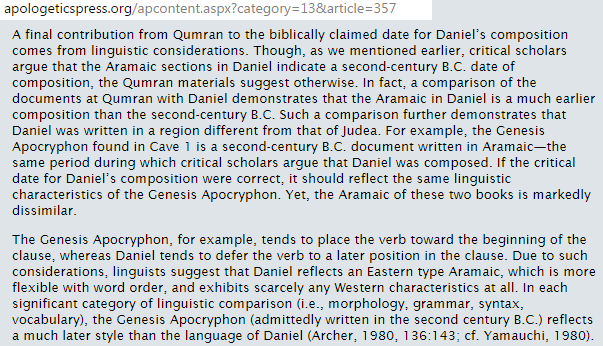 apologeticspress.org/apcontent.aspx?category=13&article=357
A final contribution from Qumran to the biblically claimed date for Daniel's composition
comes from linguistic considerations. Though, as we mentioned earlier, critical scholars
argue that the Aramaic sections in Daniel indicate a second-century B.C. date of
composition, the Qumran materials suggest otherwise. In fact, a comparison of the
documents at Qumran with Daniel demonstrates that the Aramaic in Daniel is a much earlier
composition than the second-century B.C. Such a comparison further demonstrates that
Daniel was written in a region different from that of Judea. For example, the Genesis
Apocryphon found in Cave 1 is a second-century B.C. document written in Aramaic—the
same period during which critical scholars argue that Daniel was composed. If the critical
date for Daniel's composition were correct, it should reflect the same linguistic
characteristics of the Genesis Apocryphon. Yet, the Aramaic of these two books is markedly
dissimilar.
The Genesis Apocryphon, for example, tends to place the verb toward the beginning of the
clause, whereas Daniel tends to defer the verb to a later position in the clause. Due to such
considerations, linguists suggest that Daniel reflects an Eastern type Aramaic, which is more
flexible with word order, and exhibits scarcely any Western characteristics at all. In each
significant category of linguistic comparison (i.e., morphology, grammar, syntax,
vocabulary), the Genesis Apocryphon (admittedly written in the second century B.C.) reflects
a much later style than the language of Daniel (Archer, 1980, 136:143; cf. Yamauchi, 1980).